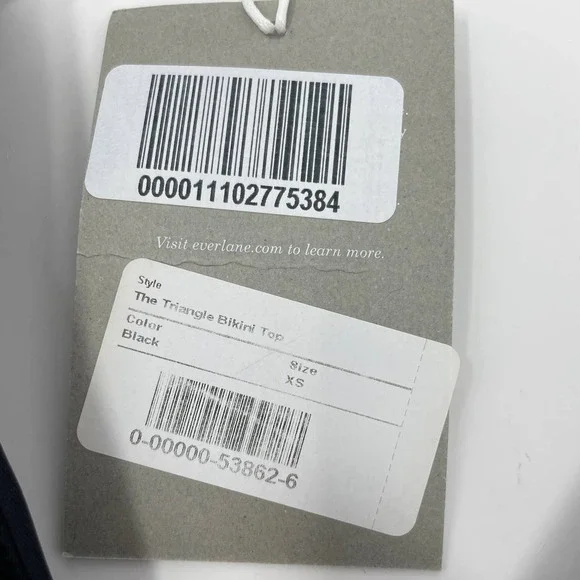 000011102775384
Visit everlane.com to learn more.
Style
The Triangle Bikini Top
Color
Size
Black
XS
0-00000-53862-6